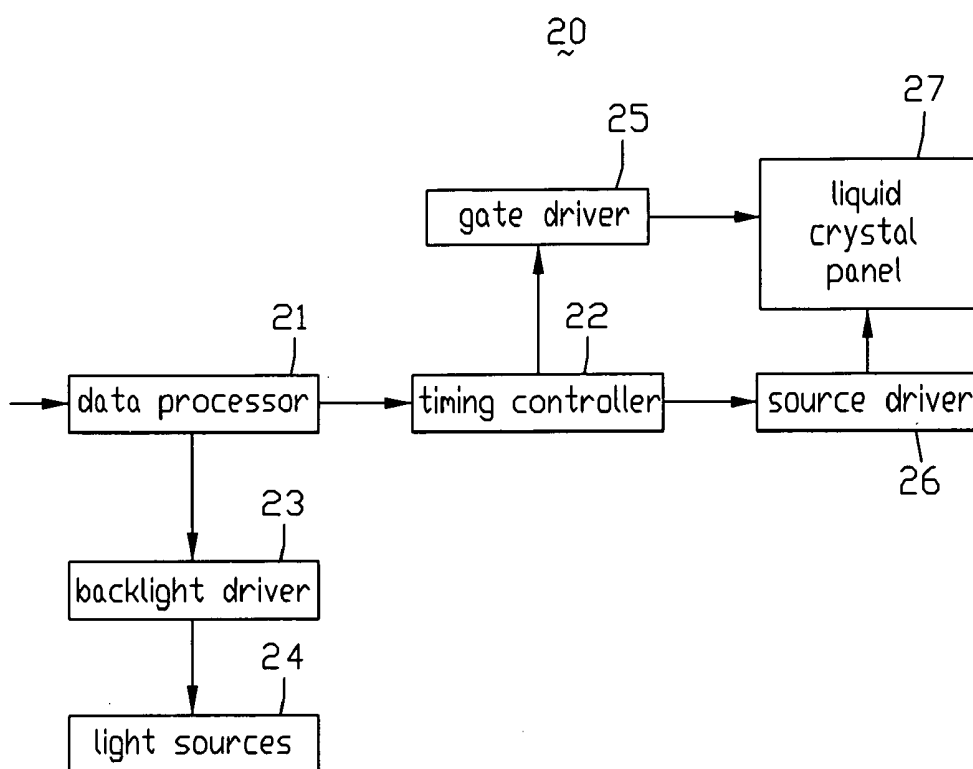 20
27
25
liquid
crystal
panel
gate driver
21
22
data processor
timing controller
source driver
26
23
backlight driver
24
light sources